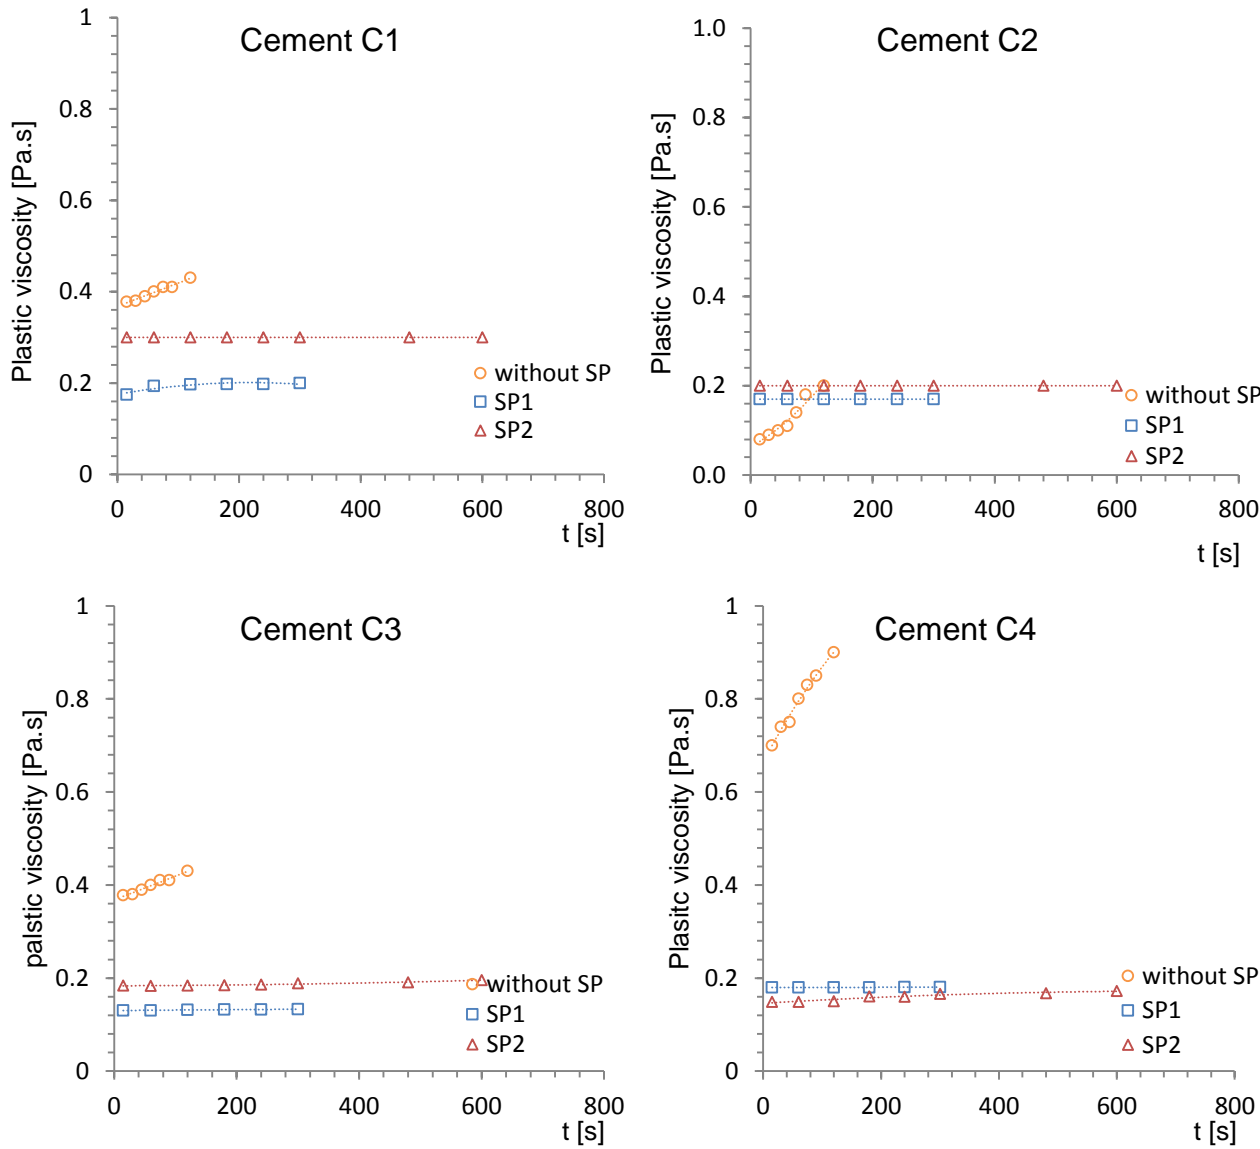 Cement C1
Plastic viscosity [Pa.s]
1
0.8
0.6
0.4
0.2
0
0 200 400 600 800
t [s]
without SP
SP1
SP2
Cement C2
Plastic viscosity [Pa.s]
1.0
0.8
0.6
0.4
0.2
0.0
0 200 400 600 800
t [s]
without SP
SP1
SP2
Cement C3
palstic viscosity [Pa.s]
1
0.8
0.6
0.4
0.2
0
0 200 400 600 800
t [s]
without SP
SP1
SP2
Cement C4
Plasitc viscosity [Pa.s]
1
0.8
0.6
0.4
0.2
0
0 200 400 600 800
t [s]
without SP
SP1
SP2